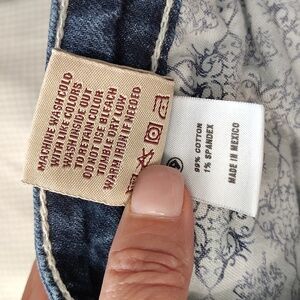 MACHINE WASH COLD
WITH LIKE COLORS
WASH INSIDE OUT
TO RETAIN COLOR
DO NOT USE BLEACH
TUMBLE DRY LOW
WARM IRON IF NEEDED
99% COTTON
1% SPANDEX
MADE IN MEXICO